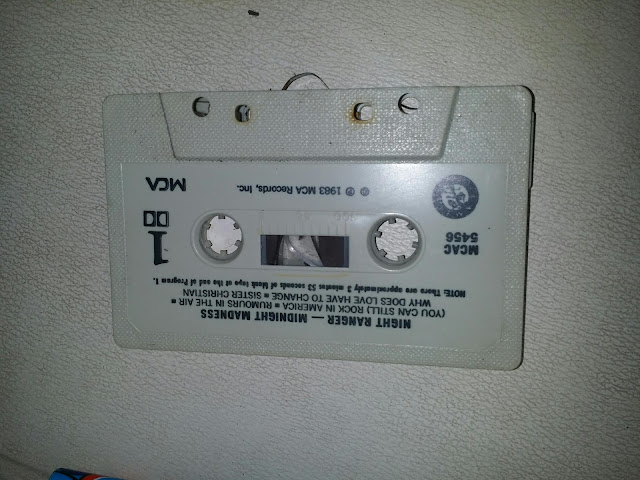 NIGHT RANGER — MIDNIGHT MADNESS
(YOU CAN STILL) ROCK IN AMERICA ■ RUMOURS IN THE AIR ■
WHY DOES LOVE HAVE TO CHANGE ■ SISTER CHRISTIAN
NOTE: There are approximately 3 minutes 53 seconds of blank tape at the end of Program 1.
MCAC
5456
1
℗ © 1983 MCA Records, Inc.
MCA